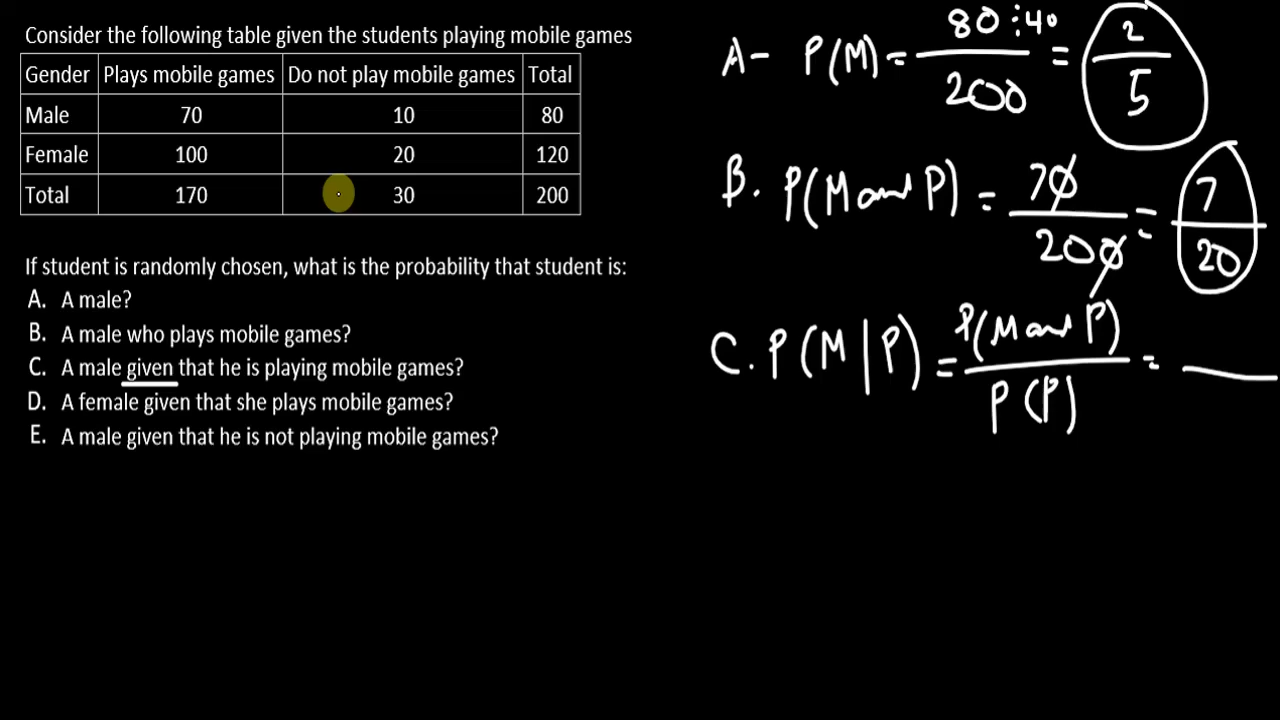 Consider the following table given the students playing mobile games
Gender Plays mobile games Do not play mobile games Total
Male 70 10 80
Female 100 20 120
Total 170 30 200
If student is randomly chosen, what is the probability that student is:
A. A male?
B. A male who plays mobile games?
C. A male given that he is playing mobile games?
D. A female given that she plays mobile games?
E. A male given that he is not playing mobile games?
A- P(M) = 80 :40 / 200 = 2 / 5
B. P(M and P) = 70 / 200 = 7 / 20
C. P(M|P) = P(M and P) / P(P) =